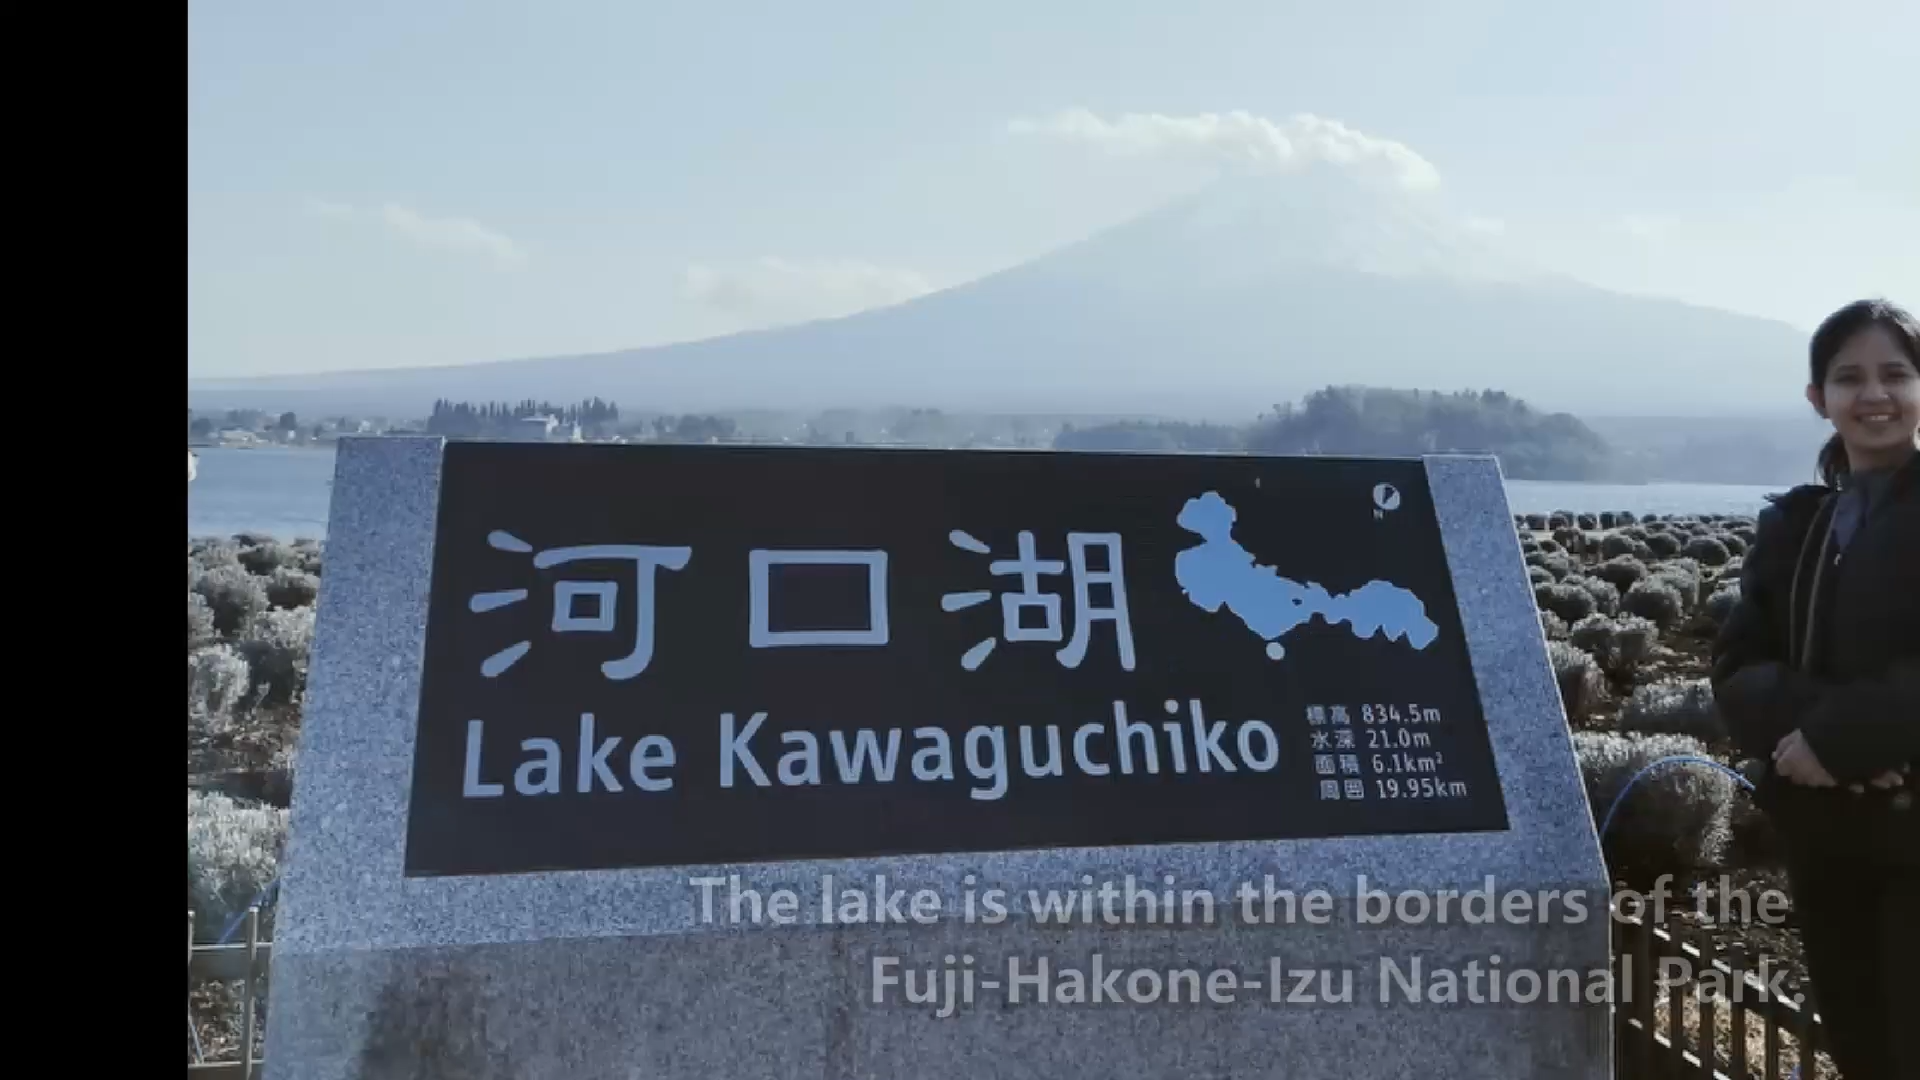 河口湖
Lake Kawaguchiko
N
標高 834.5m
水深 21.0m
面積 6.1km²
周囲 19.95km
The lake is within the borders of the
Fuji-Hakone-Izu National Park.